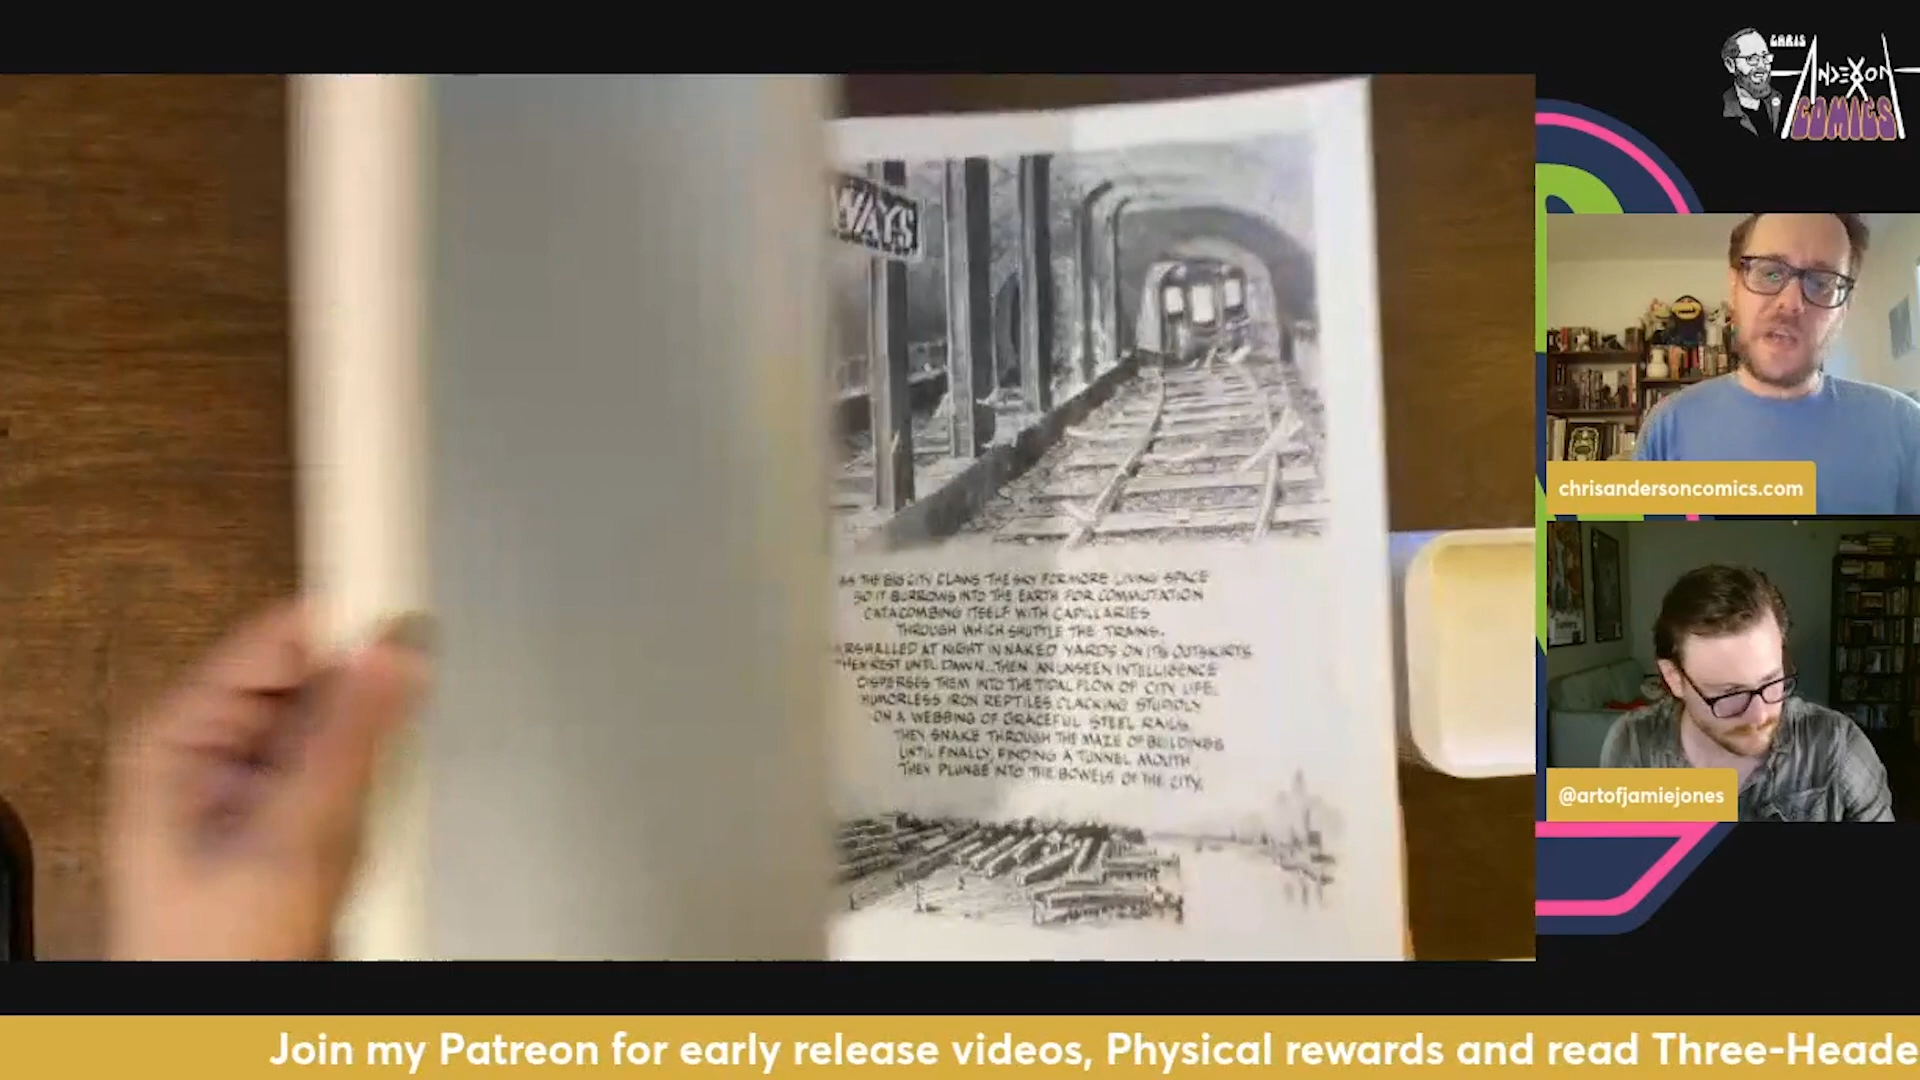 CHRIS
ANDERSON
COMICS
WAYS
AS THE BIG CITY CLAWS THE SKY FOR MORE LIVING SPACE
SO IT BURROWS INTO THE EARTH FOR COMMUTATION
CATACOMBING ITSELF WITH CAPILLARIES
THROUGH WHICH SHUTTLE THE TRAINS.
RSHALLED AT NIGHT IN NAKED YARDS ON ITS OUTSKIRTS
THEY REST UNTIL DAWN...THEN AN UNSEEN INTELLIGENCE
DISPERSES THEM INTO THE TIDAL FLOW OF CITY LIFE.
HUMORLESS IRON REPTILES, CLACKING STUPIDLY
ON A WEBBING OF GRACEFUL STEEL RAILS
THEY SNAKE THROUGH THE MAZE OF BUILDINGS
UNTIL FINALLY, FINDING A TUNNEL MOUTH,
THEY PLUNGE INTO THE BOWELS OF THE CITY.
chrisandersoncomics.com
@artofjamiejones
Join my Patreon for early release videos, Physical rewards and read Three-Heade